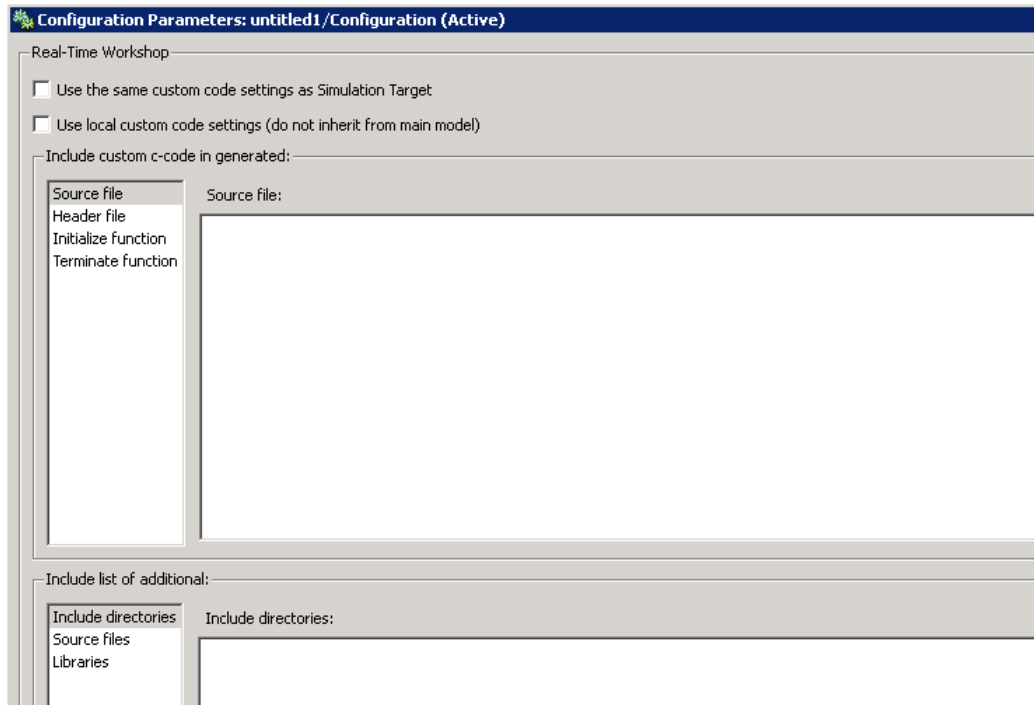 Configuration Parameters: untitled1/Configuration (Active)
Real-Time Workshop
Use the same custom code settings as Simulation Target
Use local custom code settings (do not inherit from main model)
Include custom c-code in generated:
Source file
Source file:
Header file
Initialize function
Terminate function
Include list of additional:
Include directories
Include directories:
Source files
Libraries